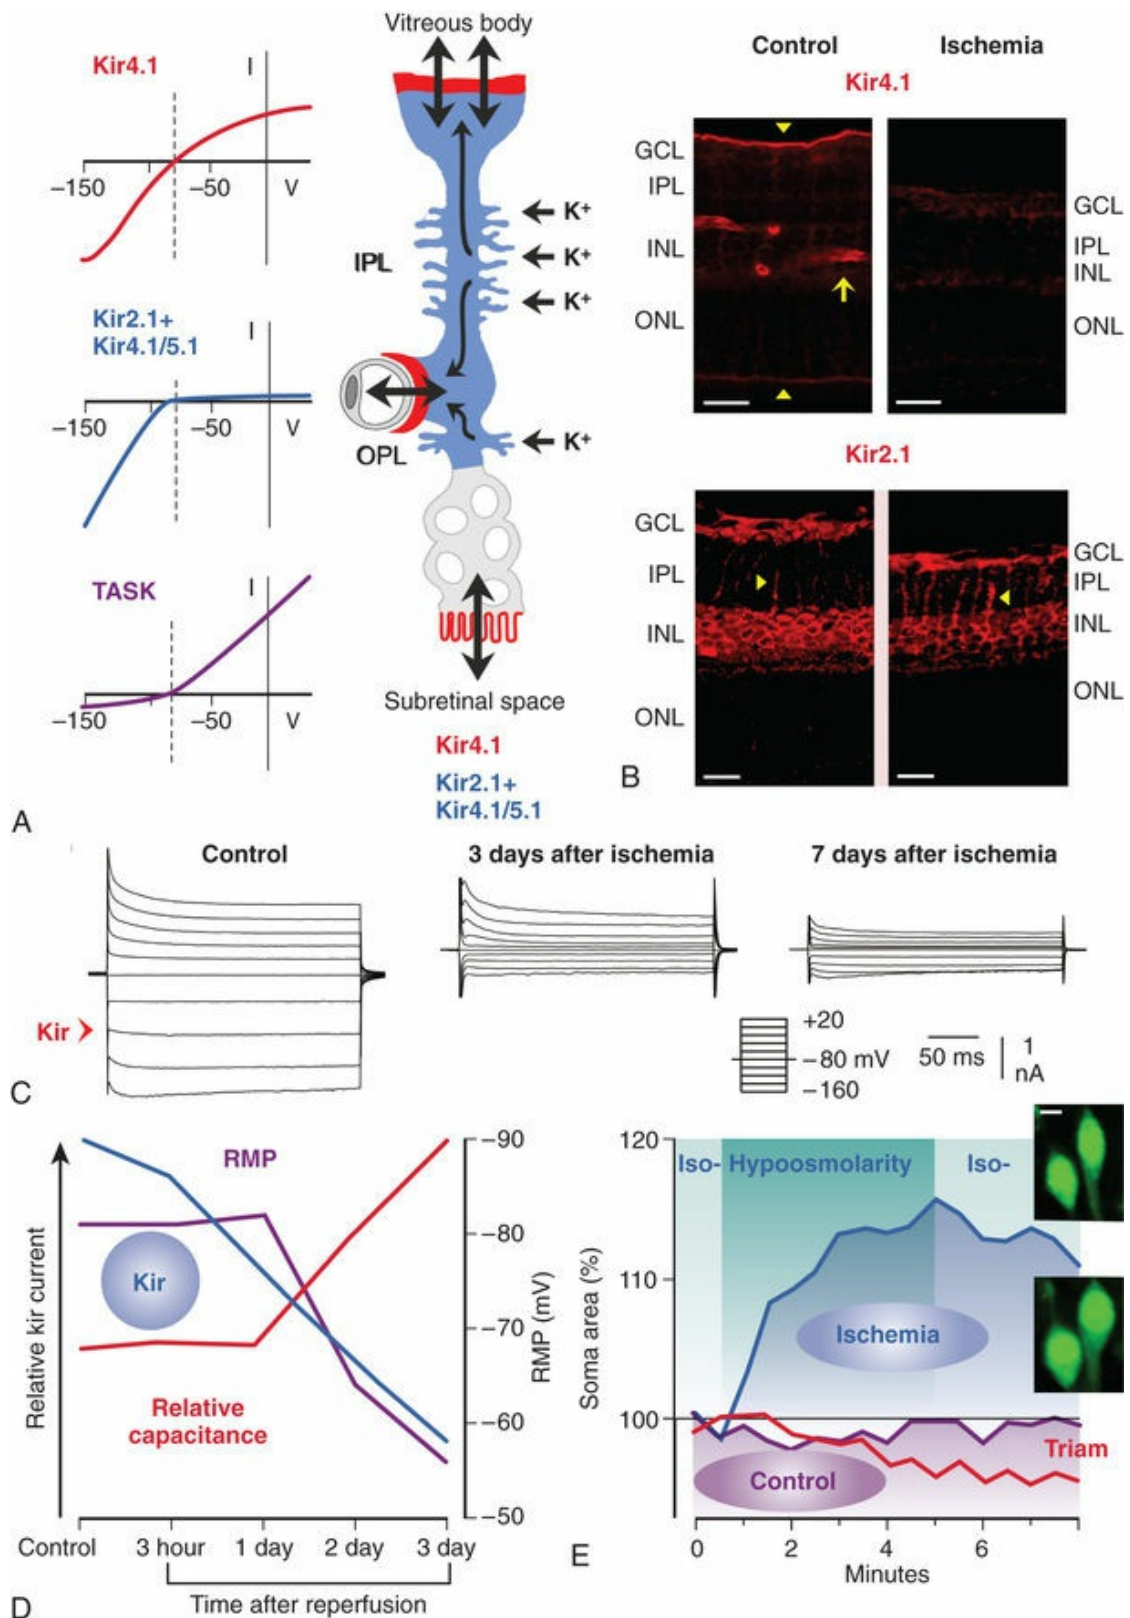 Kir4.1
I
−150
−50
V
Kir2.1+
Kir4.1/5.1
I
−150
−50
V
TASK
I
−150
−50
V
A
Vitreous body
K+
K+
IPL
K+
OPL
K+
Subretinal space
Kir4.1
Kir2.1+
Kir4.1/5.1
Control
Ischemia
Kir4.1
GCL
IPL
INL
ONL
GCL
IPL
INL
ONL
Kir2.1
GCL
IPL
INL
ONL
GCL
IPL
INL
ONL
B
Control
3 days after ischemia
7 days after ischemia
Kir
+20
−80 mV
−160
50 ms
1
nA
C
Relative kir current
RMP
Kir
Relative
capacitance
−90
−80
−70
−60
−50
RMP (mV)
Control
3 hour
1 day
2 day
3 day
Time after reperfusion
D
Soma area (%)
120
110
100
Iso-
Hypoosmolarity
Iso-
Ischemia
Triam
Control
0
2
4
6
Minutes
E